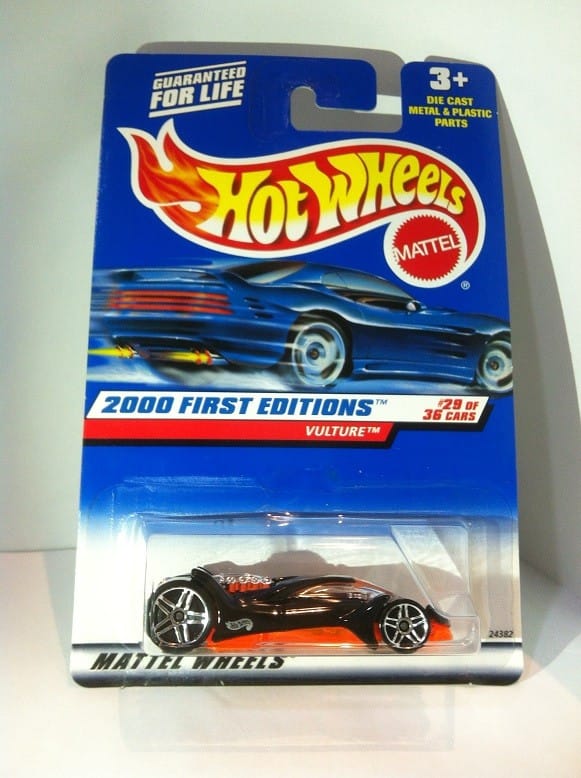 GUARANTEED
FOR LIFE
3+
DIE CAST
METAL & PLASTIC
PARTS
HOT WHEELS
MATTEL
®
2000 FIRST EDITIONS™
#29 OF
36 CARS
VULTURE™
24382
MATTEL WHEELS™